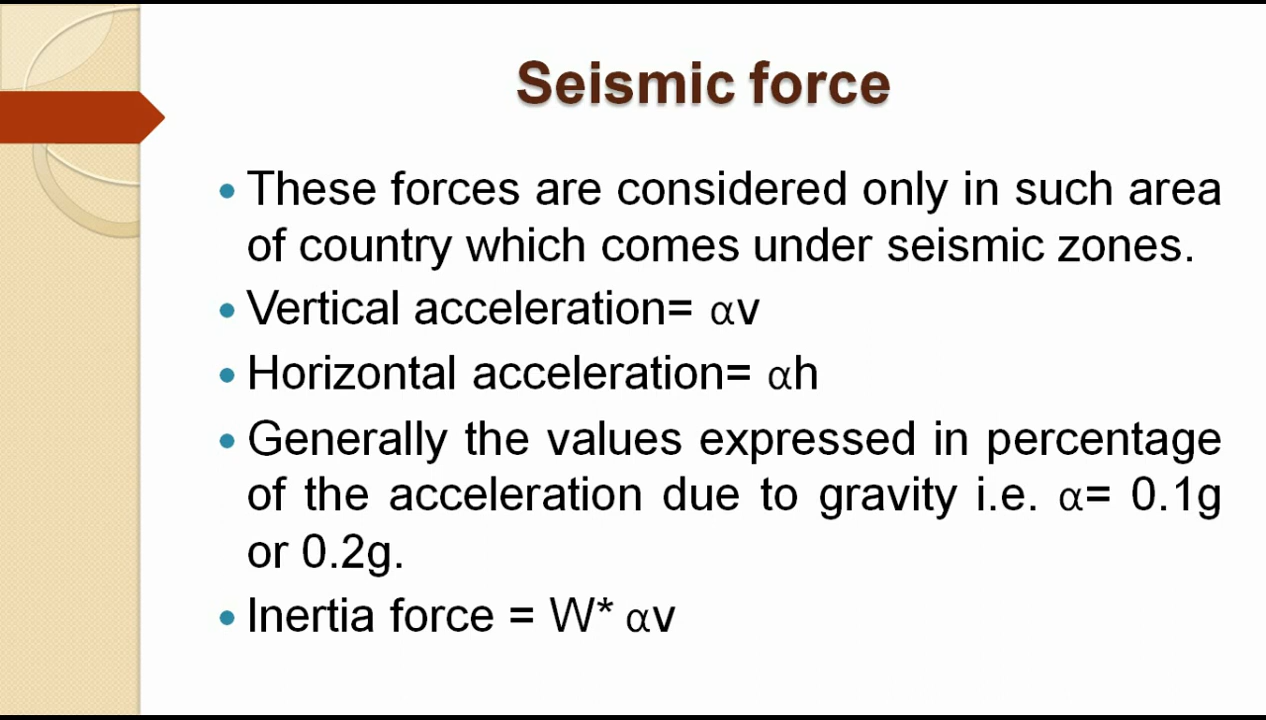 Seismic force
• These forces are considered only in such area
of country which comes under seismic zones.
• Vertical acceleration= αv
• Horizontal acceleration= αh
• Generally the values expressed in percentage
of the acceleration due to gravity i.e. α= 0.1g
or 0.2g.
• Inertia force = W* αv